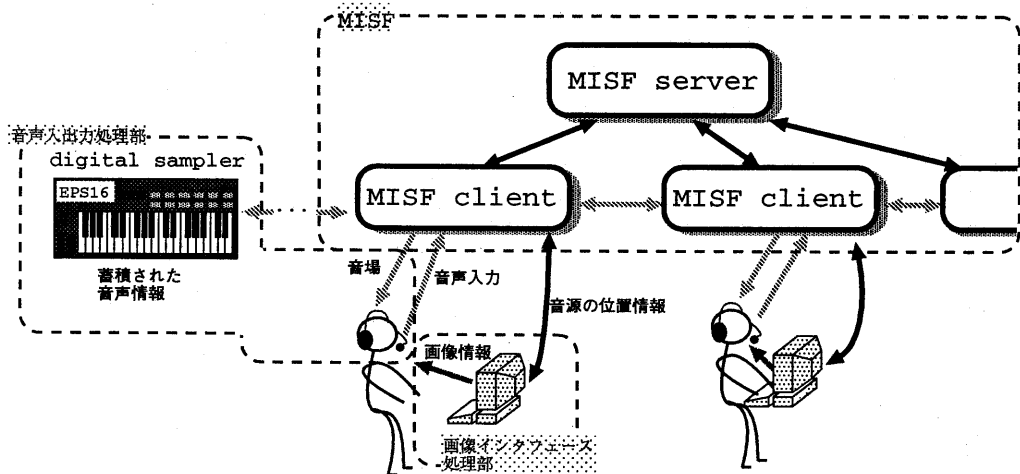 MISF
MISF server
音声入出力処理部
digital sampler
EPS16
MISF client
MISF client
蓄積された
音声情報
音場
音声入力
音源の位置情報
画像情報
画像インタフェース
処理部